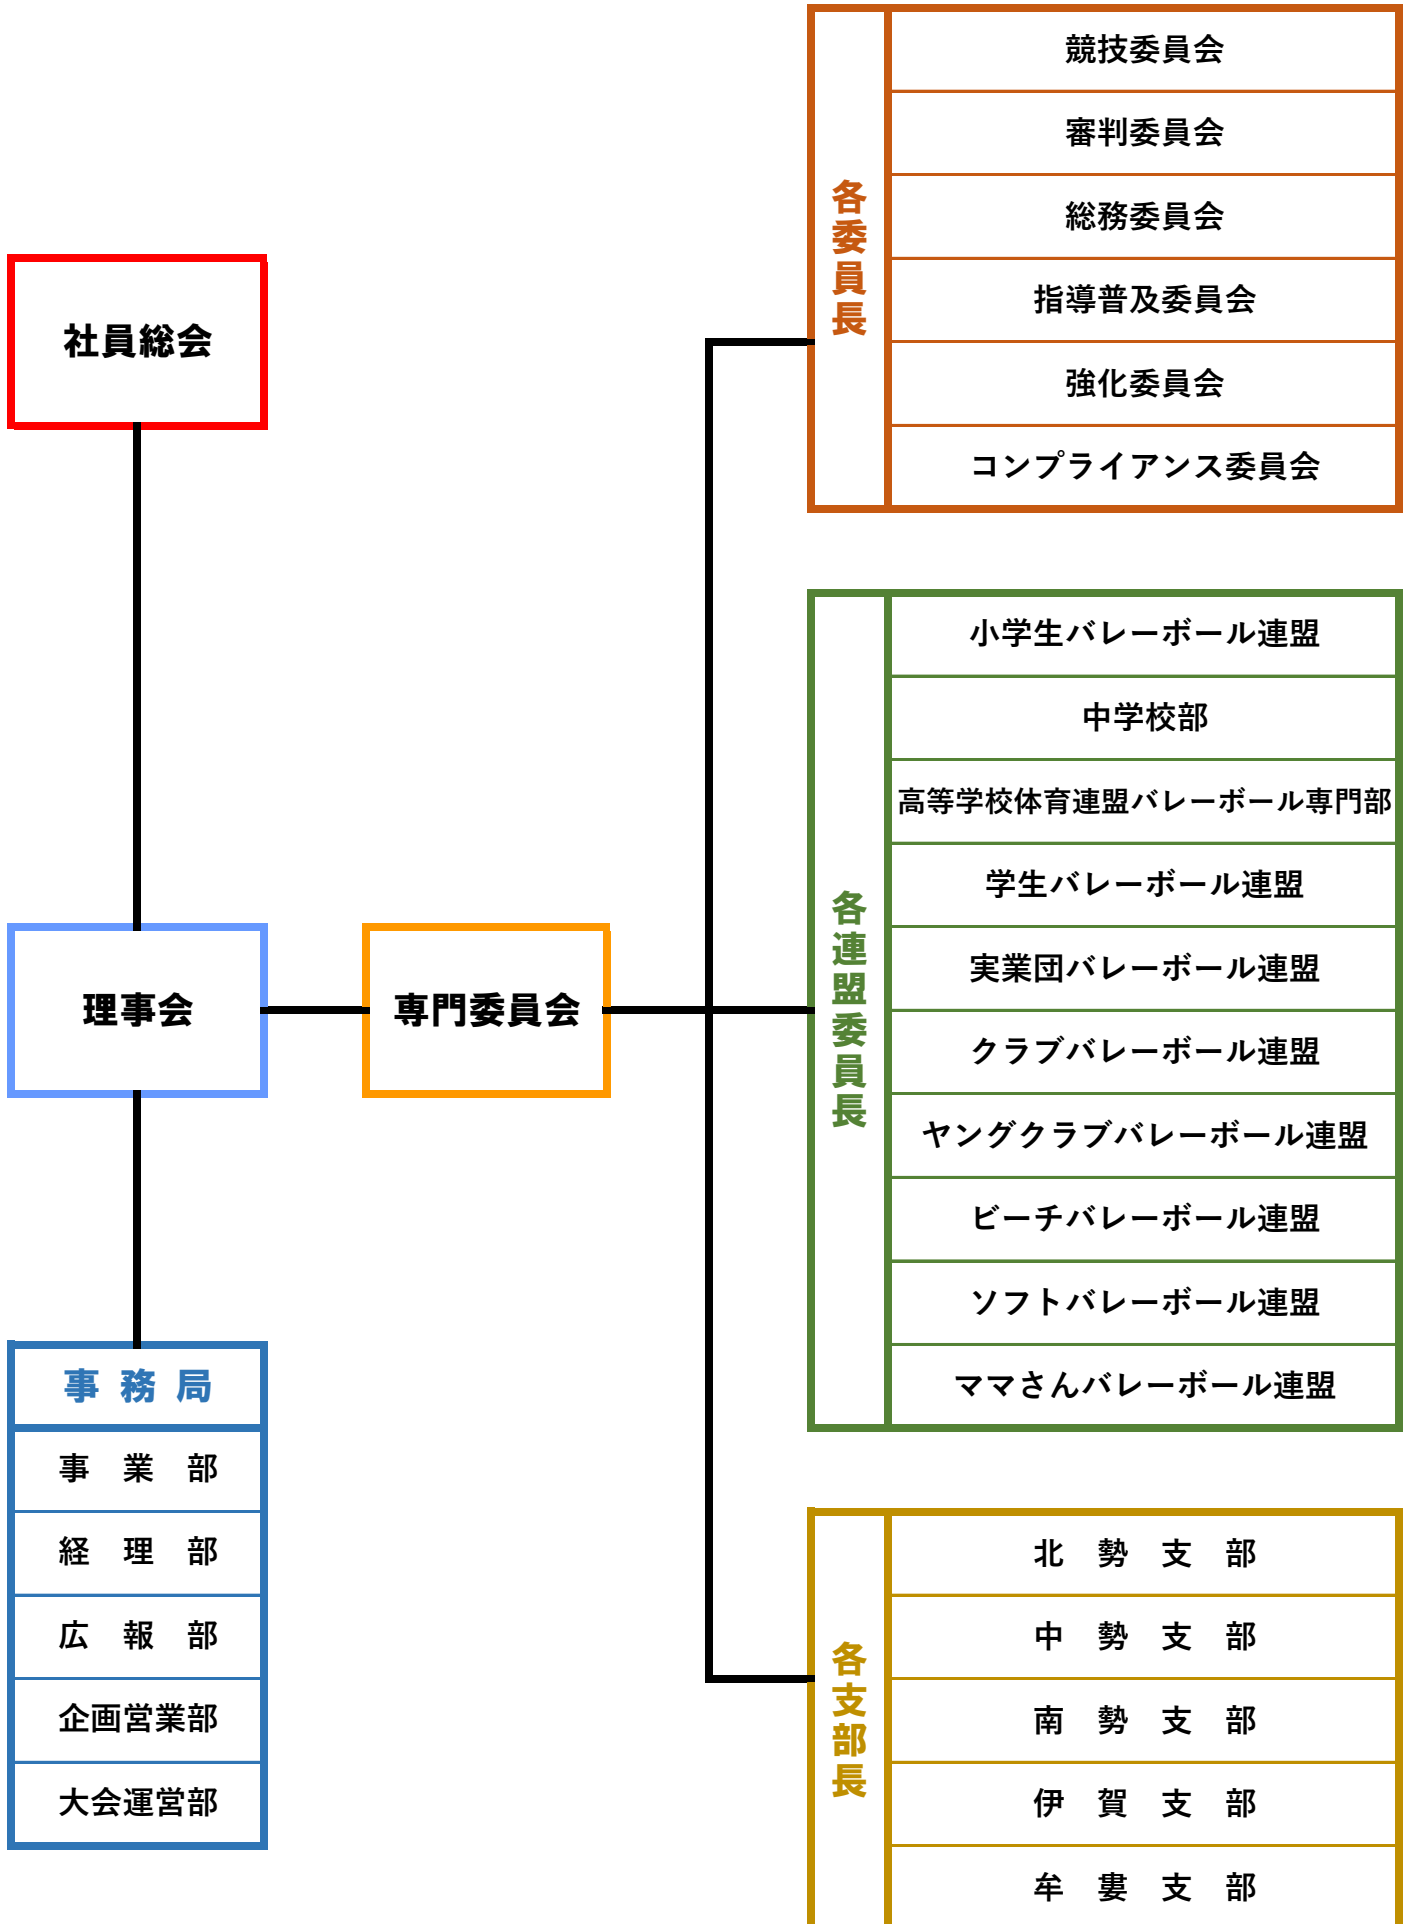 社員総会
理事会
専門委員会
事 務 局
事　業　部
経　理　部
広　報　部
企画営業部
大会運営部
各委員長
競技委員会
審判委員会
総務委員会
指導普及委員会
強化委員会
コンプライアンス委員会
各連盟委員長
小学生バレーボール連盟
中学校部
高等学校体育連盟バレーボール専門部
学生バレーボール連盟
実業団バレーボール連盟
クラブバレーボール連盟
ヤングクラブバレーボール連盟
ビーチバレーボール連盟
ソフトバレーボール連盟
ママさんバレーボール連盟
各支部長
北　勢　支　部
中　勢　支　部
南　勢　支　部
伊　賀　支　部
牟　婁　支　部